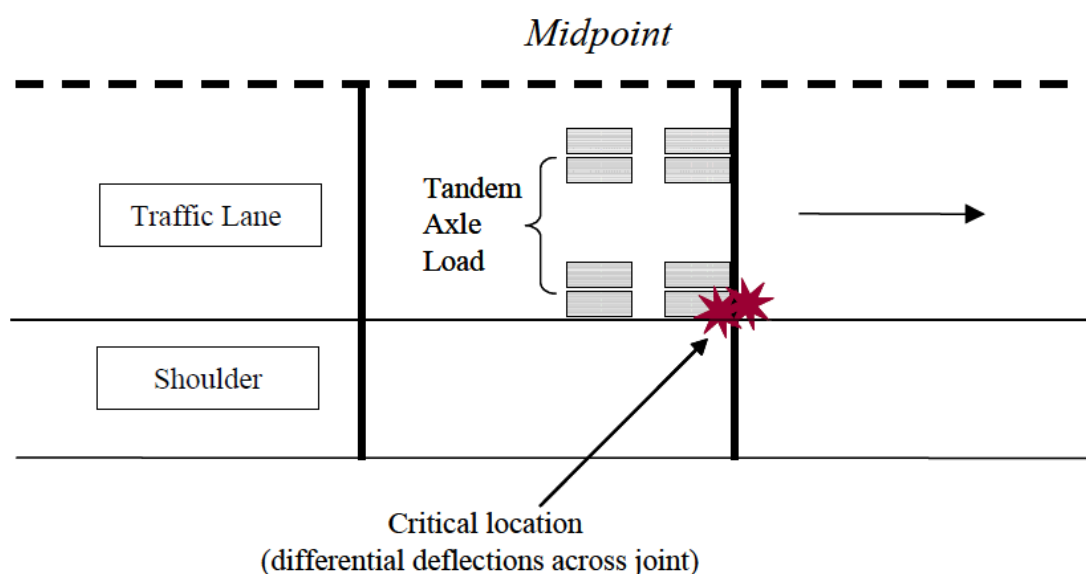 Midpoint
Traffic Lane
Tandem
Axle
Load
Shoulder
Critical location
(differential deflections across joint)